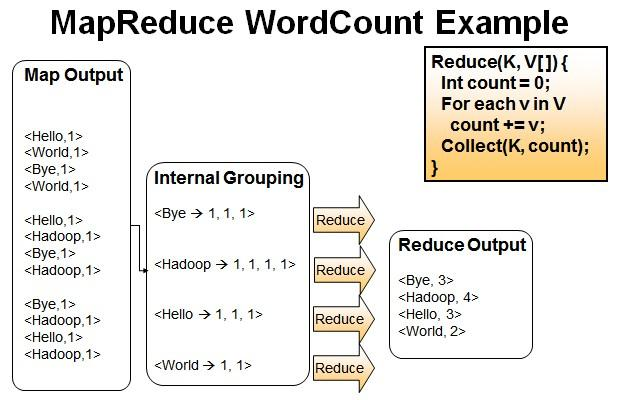 MapReduce WordCount Example
Map Output
<Hello,1>
<World,1>
<Bye,1>
<World,1>
<Hello,1>
<Hadoop,1>
<Bye,1>
<Hadoop,1>
<Bye,1>
<Hadoop,1>
<Hello,1>
<Hadoop,1>
Internal Grouping
<Bye → 1, 1, 1>
<Hadoop → 1, 1, 1, 1>
<Hello → 1, 1, 1>
<World → 1, 1>
Reduce
Reduce
Reduce
Reduce
Reduce(K, V[]) {
Int count = 0;
For each v in V
count += v;
Collect(K, count);
}
Reduce Output
<Bye, 3>
<Hadoop, 4>
<Hello, 3>
<World, 2>